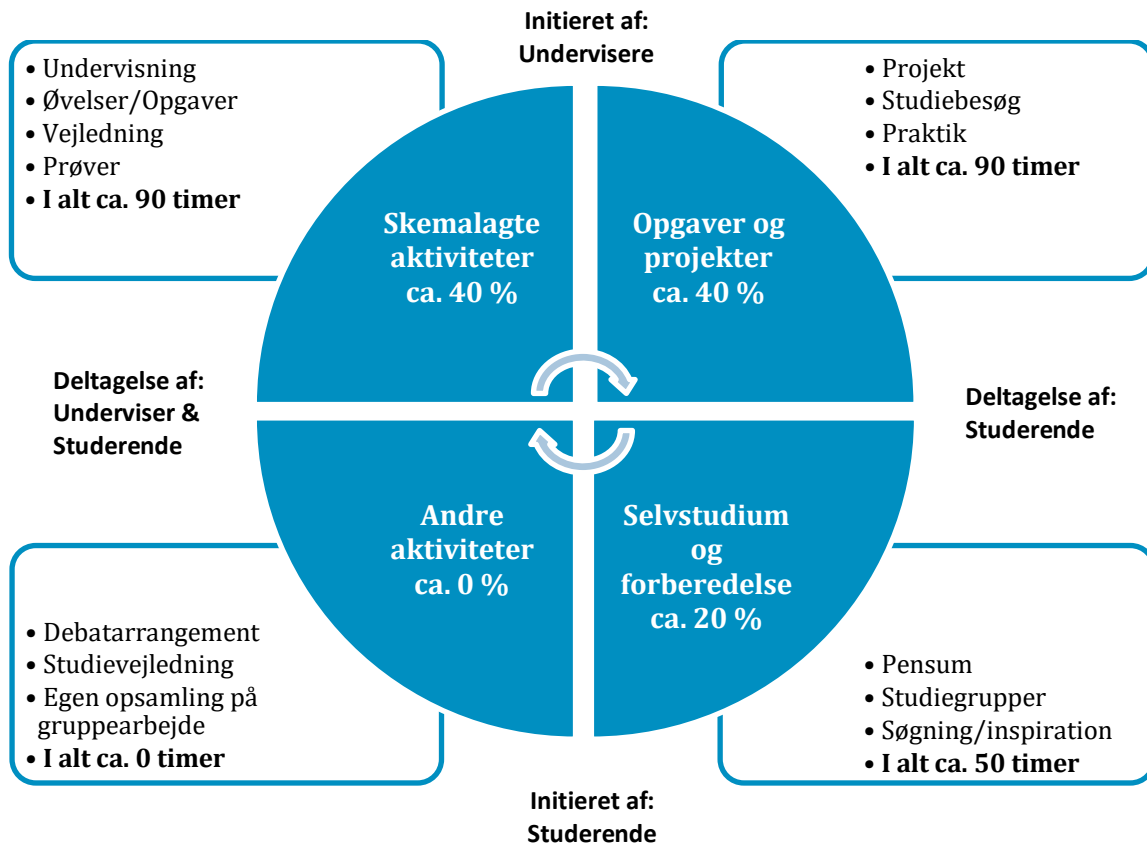 Initieret af:
Undervisere
• Undervisning
• Øvelser/Opgaver
• Vejledning
• Prøver
• I alt ca. 90 timer
• Projekt
• Studiebesøg
• Praktik
• I alt ca. 90 timer
Skemalagte
aktiviteter
ca. 40 %
Opgaver og
projekter
ca. 40 %
Deltagelse af:
Underviser &
Studerende
Deltagelse af:
Studerende
Andre
aktiviteter
ca. 0 %
Selvstudium
og
forberedelse
ca. 20 %
• Debatarrangement
• Studievejledning
• Egen opsamling på
gruppearbejde
• I alt ca. 0 timer
• Pensum
• Studiegrupper
• Søgning/inspiration
• I alt ca. 50 timer
Initieret af:
Studerende